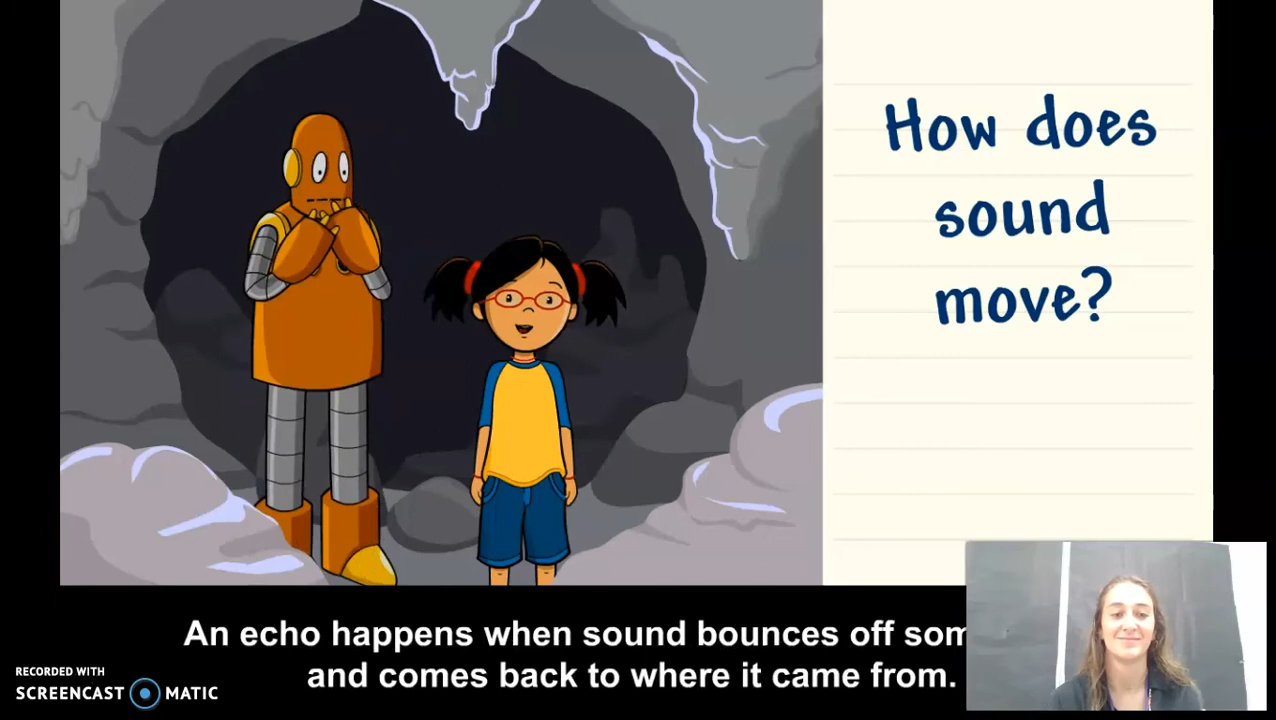 How does
sound
move?
An echo happens when sound bounces off
and comes back to where it came from.
RECORDED WITH
SCREENCAST MATIC